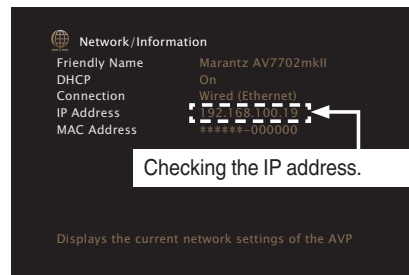 Network/Information
Friendly Name Marantz AV7702mkII
DHCP On
Connection Wired (Ethernet)
IP Address 192.168.100.19
MAC Address ******-000000
Checking the IP address.
Displays the current network settings of the AVP